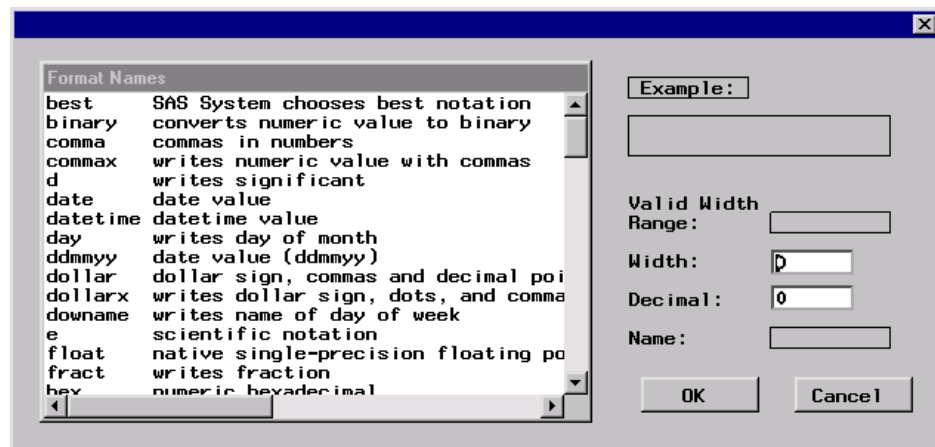 Format Names
best SAS System chooses best notation
binary converts numeric value to binary
comma commas in numbers
commax writes numeric value with commas
d writes significant
date date value
datetime datetime value
day writes day of month
ddmmyy date value (ddmmyy)
dollar dollar sign, commas and decimal poi
dollarx writes dollar sign, dots, and comma
downame writes name of day of week
e scientific notation
float native single-precision floating po
fract writes fraction
hex numeric hexadecimal
Example:
Valid Width
Range:
Width: 0
Decimal: 0
Name:
OK Cancel